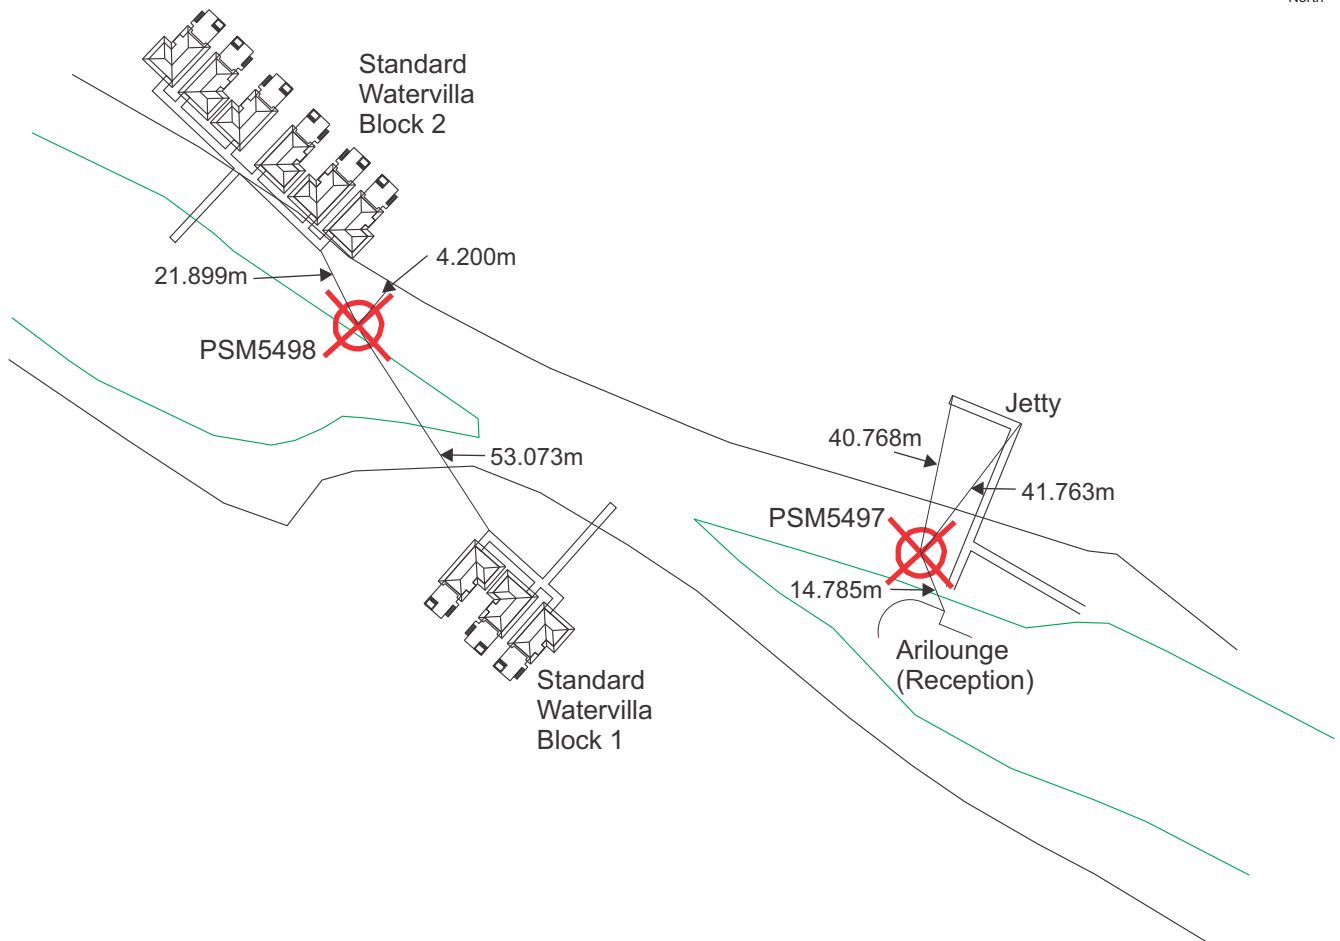 North
Standard
Watervilla
Block 2
4.200m
21.899m
PSM5498
53.073m
Jetty
40.768m
41.763m
PSM5497
14.785m
Arilounge
(Reception)
Standard
Watervilla
Block 1